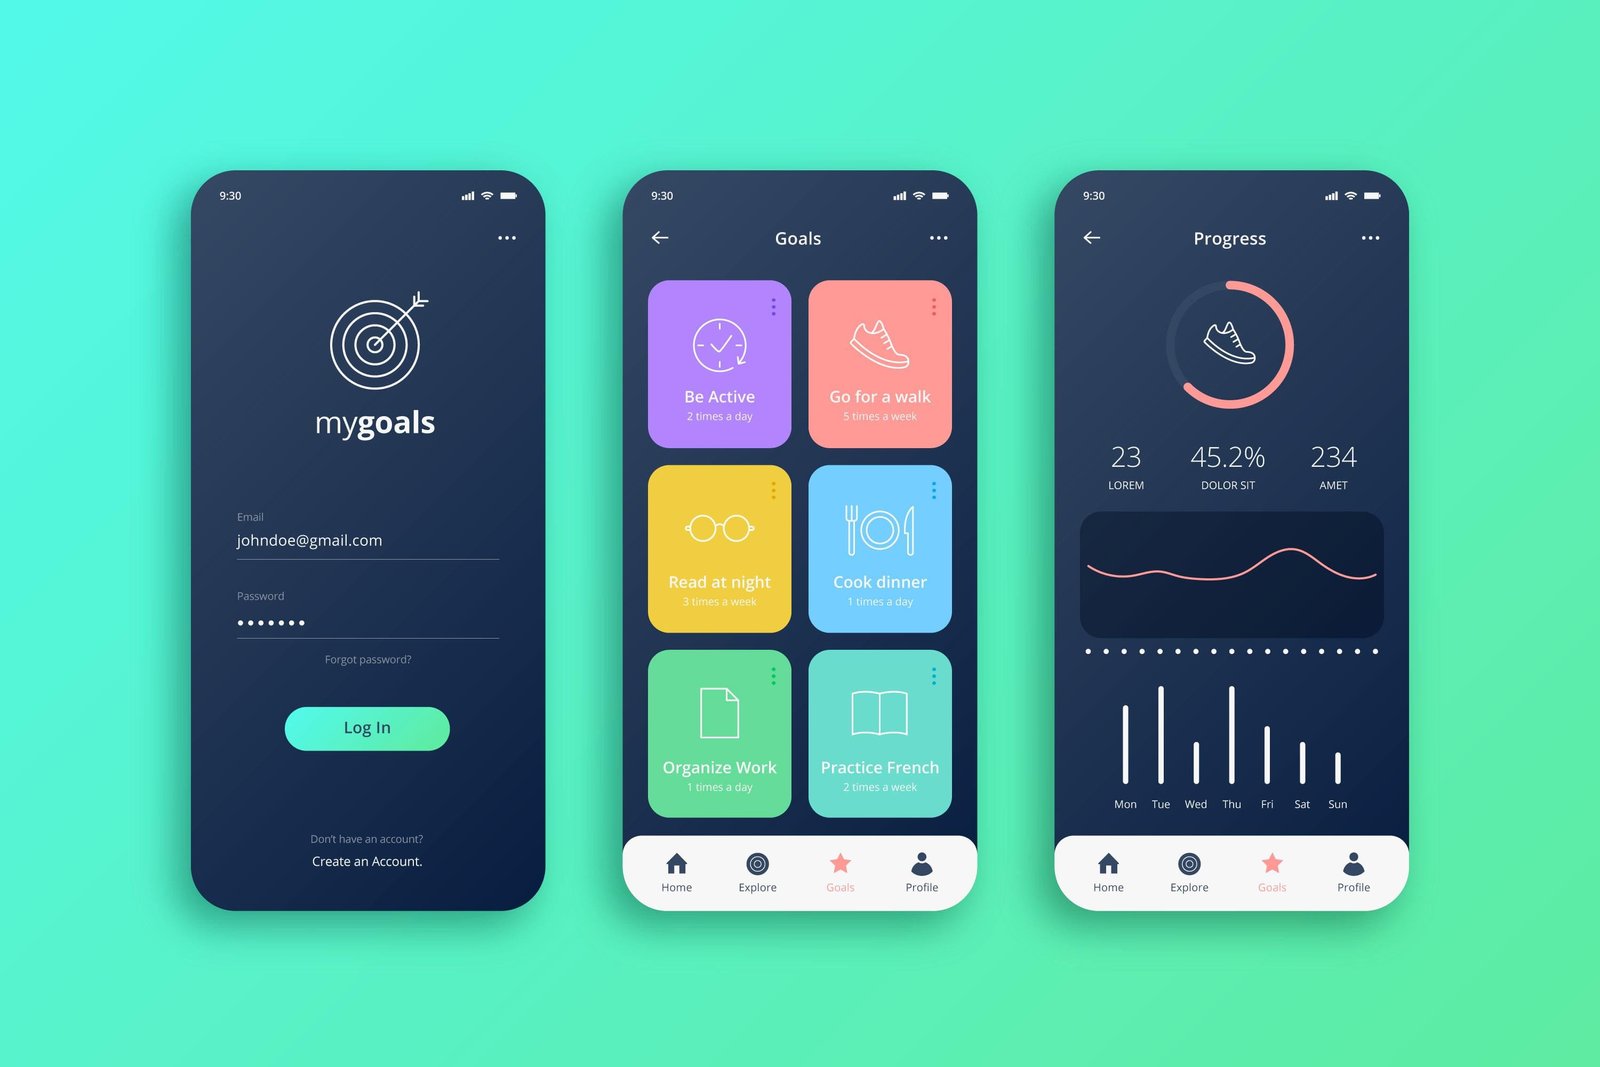 9:30
mygoals
Email
johndoe@gmail.com
Password
Forgot password?
Log In
Don't have an account?
Create an Account.
9:30
Goals
Be Active
2 times a day
Go for a walk
5 times a week
Read at night
3 times a week
Cook dinner
1 times a day
Organize Work
1 times a day
Practice French
2 times a week
Home Explore Goals Profile
9:30
Progress
23 45.2% 234
LOREM DOLOR SIT AMET
Mon Tue Wed Thu Fri Sat Sun
Home Explore Goals Profile